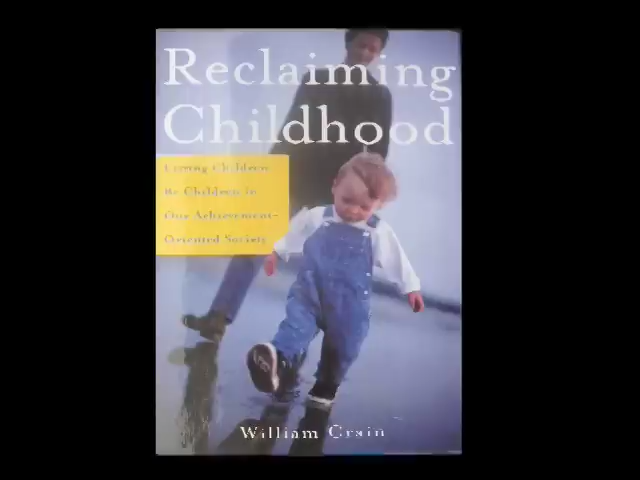 Reclaiming
Childhood
Letting Children
Be Children in
Our Achievement-
Oriented Society
William Crain